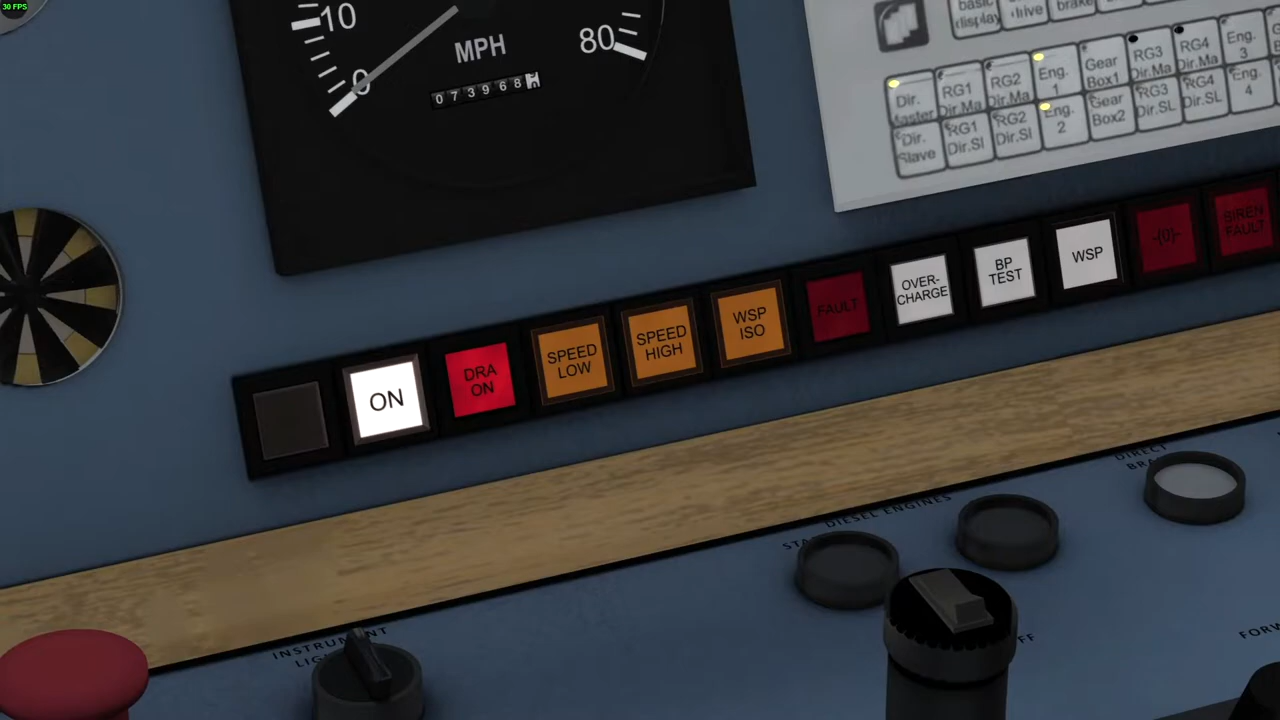 30 FPS
10
0
MPH
80
073968
basic
display
drive
brake
Dir.
RG1
Dir.Ma
RG2
Dir.Ma
Eng.
1
Gear
Box1
RG3
Dir.Ma
RG4
Dir.Ma
Eng.
3
Dir.
Slave
RG1
Dir.Sl
RG2
Dir.Sl
Eng.
2
Gear
Box2
RG3
Dir.SL
RG4
Dir.SL
Eng.
4
ON
DRA
ON
SPEED
LOW
SPEED
HIGH
WSP
ISO
FAULT
OVER-
CHARGE
BP
TEST
WSP
-(0)-
SIREN
FAULT
DIRECT
DIESEL ENGINES
INSTRUMENT